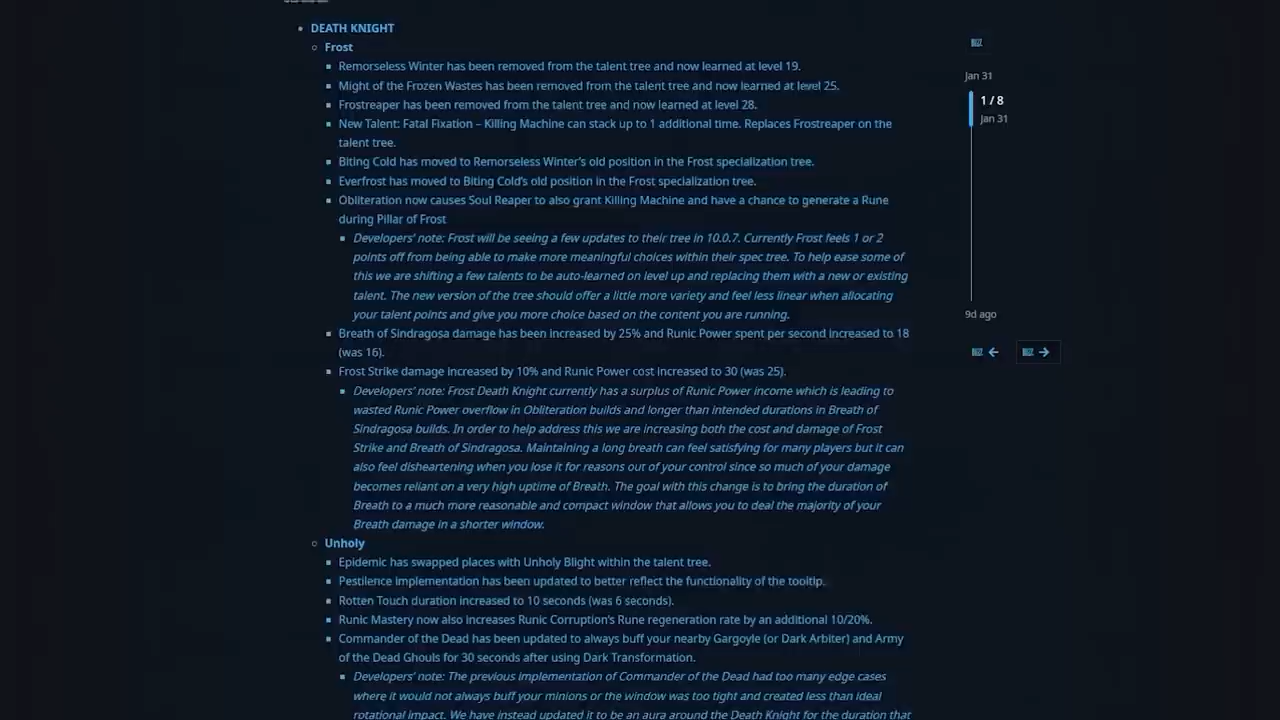 DEATH KNIGHT
Frost
Remorseless Winter has been removed from the talent tree and now learned at level 19.
Might of the Frozen Wastes has been removed from the talent tree and now learned at level 25.
Frostreaper has been removed from the talent tree and now learned at level 28.
New Talent: Fatal Fixation – Killing Machine can stack up to 1 additional time. Replaces Frostreaper on the
talent tree.
Biting Cold has moved to Remorseless Winter's old position in the Frost specialization tree.
Everfrost has moved to Biting Cold's old position in the Frost specialization tree.
Obliteration now causes Soul Reaper to also grant Killing Machine and have a chance to generate a Rune
during Pillar of Frost
Developers' note: Frost will be seeing a few updates to their tree in 10.0.7. Currently Frost feels 1 or 2
points off from being able to make more meaningful choices within their spec tree. To help ease some of
this we are shifting a few talents to be auto-learned on level up and replacing them with a new or existing
talent. The new version of the tree should offer a little more variety and feel less linear when allocating
your talent points and give you more choice based on the content you are running.
Breath of Sindragosa damage has been increased by 25% and Runic Power spent per second increased to 18
(was 16).
Frost Strike damage increased by 10% and Runic Power cost increased to 30 (was 25).
Developers' note: Frost Death Knight currently has a surplus of Runic Power income which is leading to
wasted Runic Power overflow in Obliteration builds and longer than intended durations in Breath of
Sindragosa builds. In order to help address this we are increasing both the cost and damage of Frost
Strike and Breath of Sindragosa. Maintaining a long breath can feel satisfying for many players but it can
also feel disheartening when you lose it for reasons out of your control since so much of your damage
becomes reliant on a very high uptime of Breath. The goal with this change is to bring the duration of
Breath to a much more reasonable and compact window that allows you to deal the majority of your
Breath damage in a shorter window.
Unholy
Epidemic has swapped places with Unholy Blight within the talent tree.
Pestilence implementation has been updated to better reflect the functionality of the tooltip.
Rotten Touch duration increased to 10 seconds (was 6 seconds).
Runic Mastery now also increases Runic Corruption's Rune regeneration rate by an additional 10/20%.
Commander of the Dead has been updated to always buff your nearby Gargoyle (or Dark Arbiter) and Army
of the Dead Ghouls for 30 seconds after using Dark Transformation.
Developers' note: The previous implementation of Commander of the Dead had too many edge cases
where it would not always buff your minions or the window was too tight and created less than ideal
rotational impact. We have instead updated it to be an aura around the Death Knight for the duration that
Jan 31
1 / 8
Jan 31
9d ago